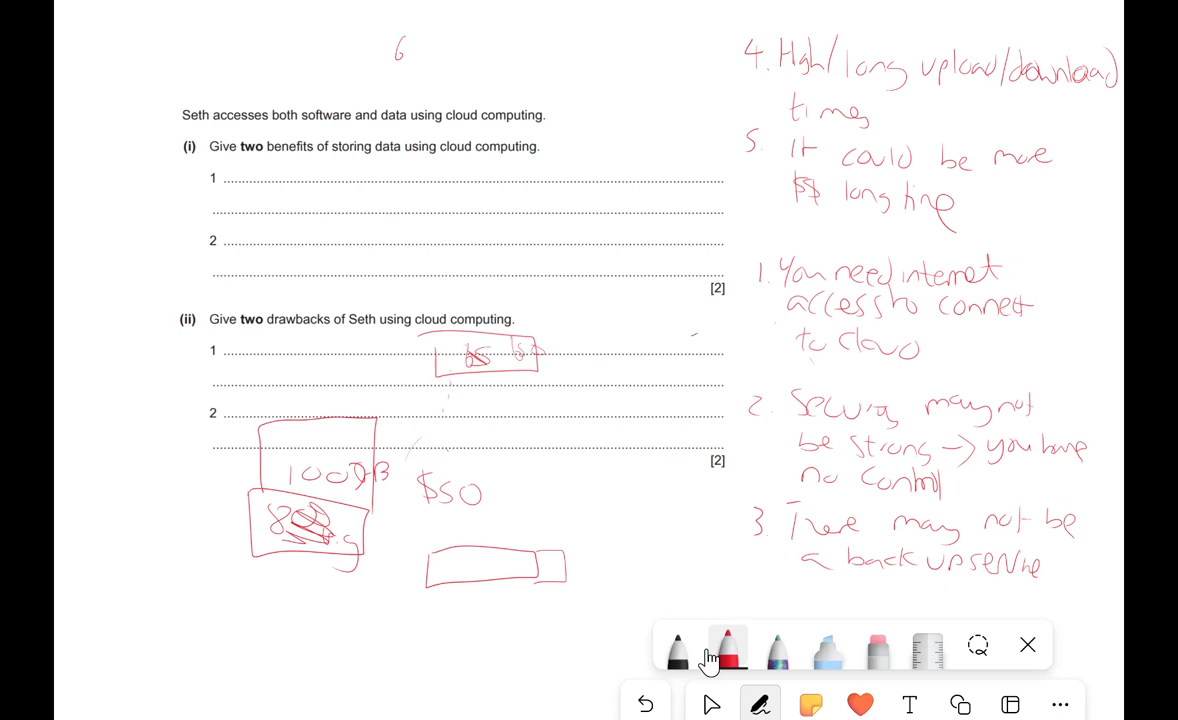 6
Seth accesses both software and data using cloud computing.
(i) Give two benefits of storing data using cloud computing.
1
2
[2]
(ii) Give two drawbacks of Seth using cloud computing.
1
2
[2]
100GB
$50
4. High/long upload/download
times
5. It could be more
$$ long time
1. You need internet
access to connect
to cloud
2. Security may not
be strong → you have
no control
3. There may not be
a back up service
T